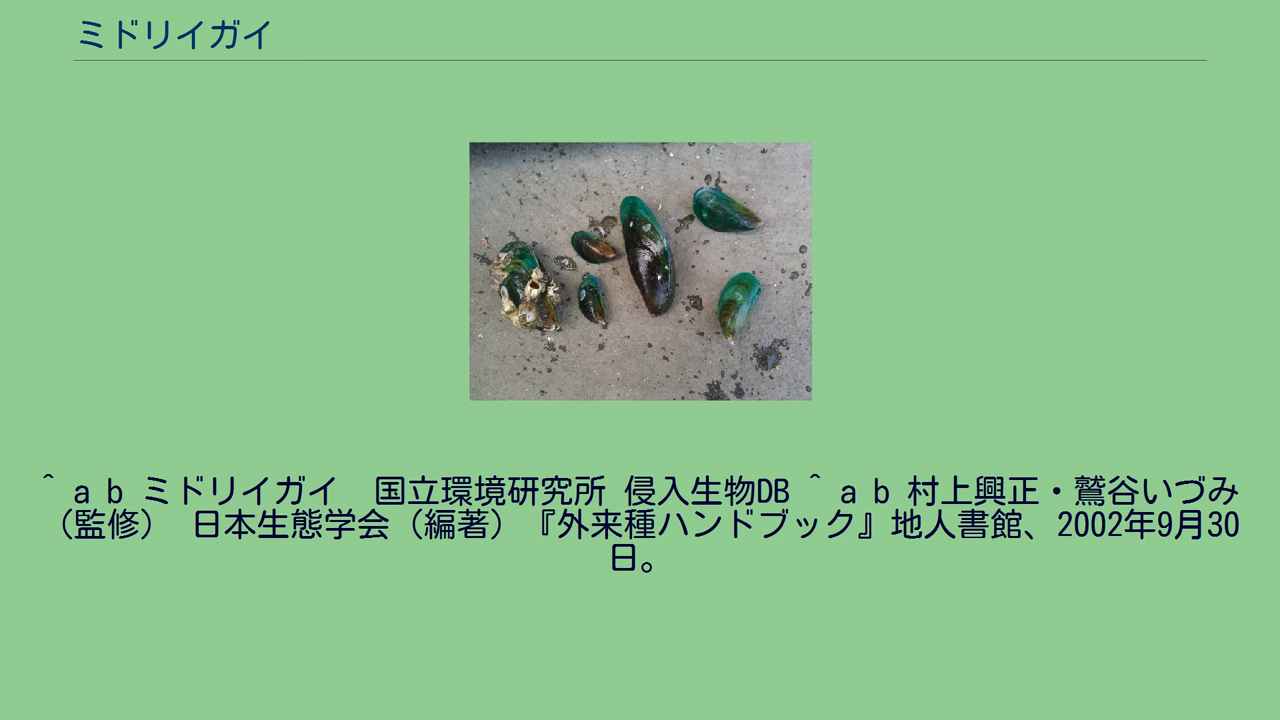 ミドリイガイ
^ a b ミドリイガイ　国立環境研究所 侵入生物DB ^ a b 村上興正・鷲谷いづみ
（監修）　日本生態学会（編著）『外来種ハンドブック』地人書館、2002年9月30
日。